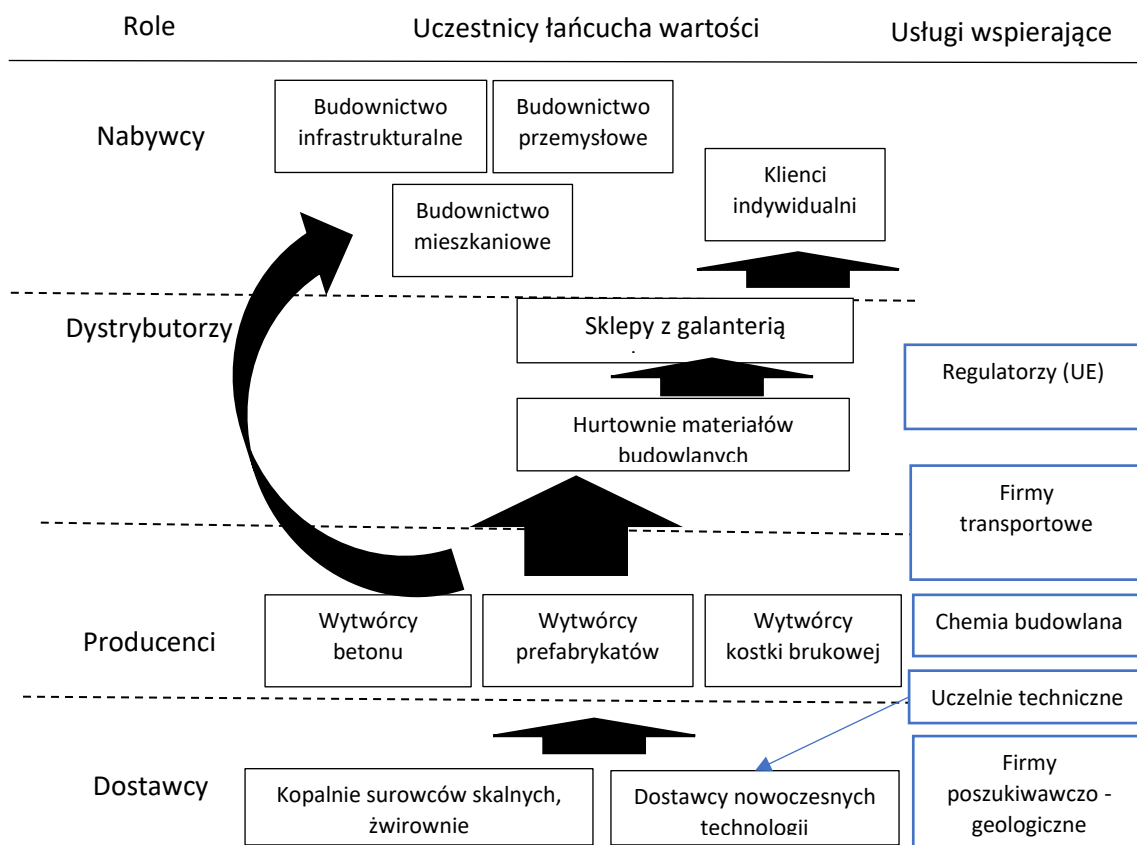 Role
Uczestnicy łańcucha wartości
Usługi wspierające
Nabywcy
Budownictwo
infrastrukturalne
Budownictwo
przemysłowe
Klienci
indywidualni
Budownictwo
mieszkaniowe
Dystrybutorzy
Sklepy z galanterią
Regulatorzy (UE)
Hurtownie materiałów
budowlanych
Firmy
transportowe
Producenci
Wytwórcy
betonu
Wytwórcy
prefabrykatów
Wytwórcy
kostki brukowej
Chemia budowlana
Uczelnie techniczne
Dostawcy
Kopalnie surowców skalnych,
żwirownie
Dostawcy nowoczesnych
technologii
Firmy
poszukiwawczo -
geologiczne